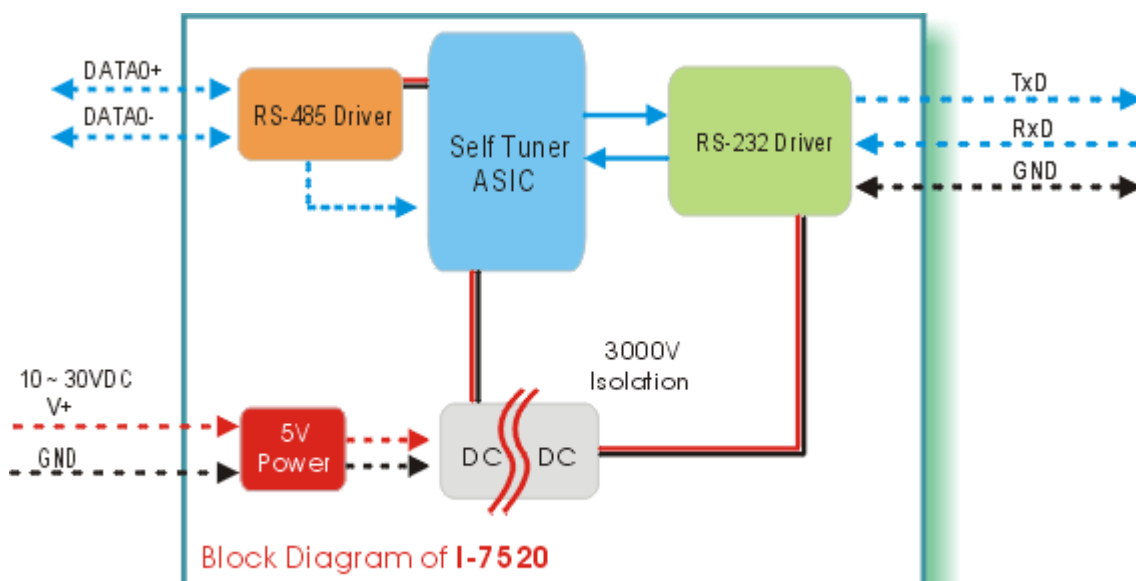 DATA0+
DATA0-
RS-485 Driver
Self Tuner
ASIC
RS-232 Driver
TxD
RxD
GND
3000V
Isolation
10 ~ 30VDC
V+
GND
5V
Power
DC DC
Block Diagram of I-7520